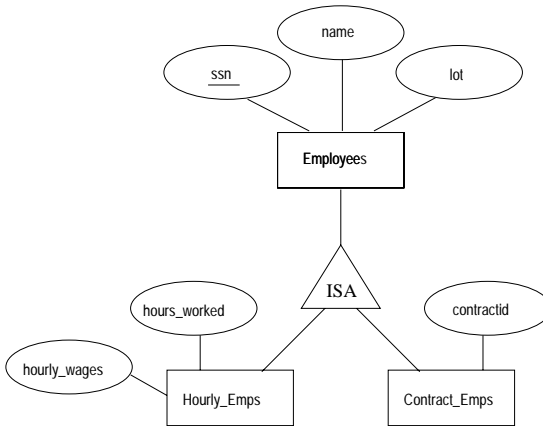 name
ssn
lot
Employees
ISA
hours_worked
contractid
hourly_wages
Hourly_Emps
Contract_Emps